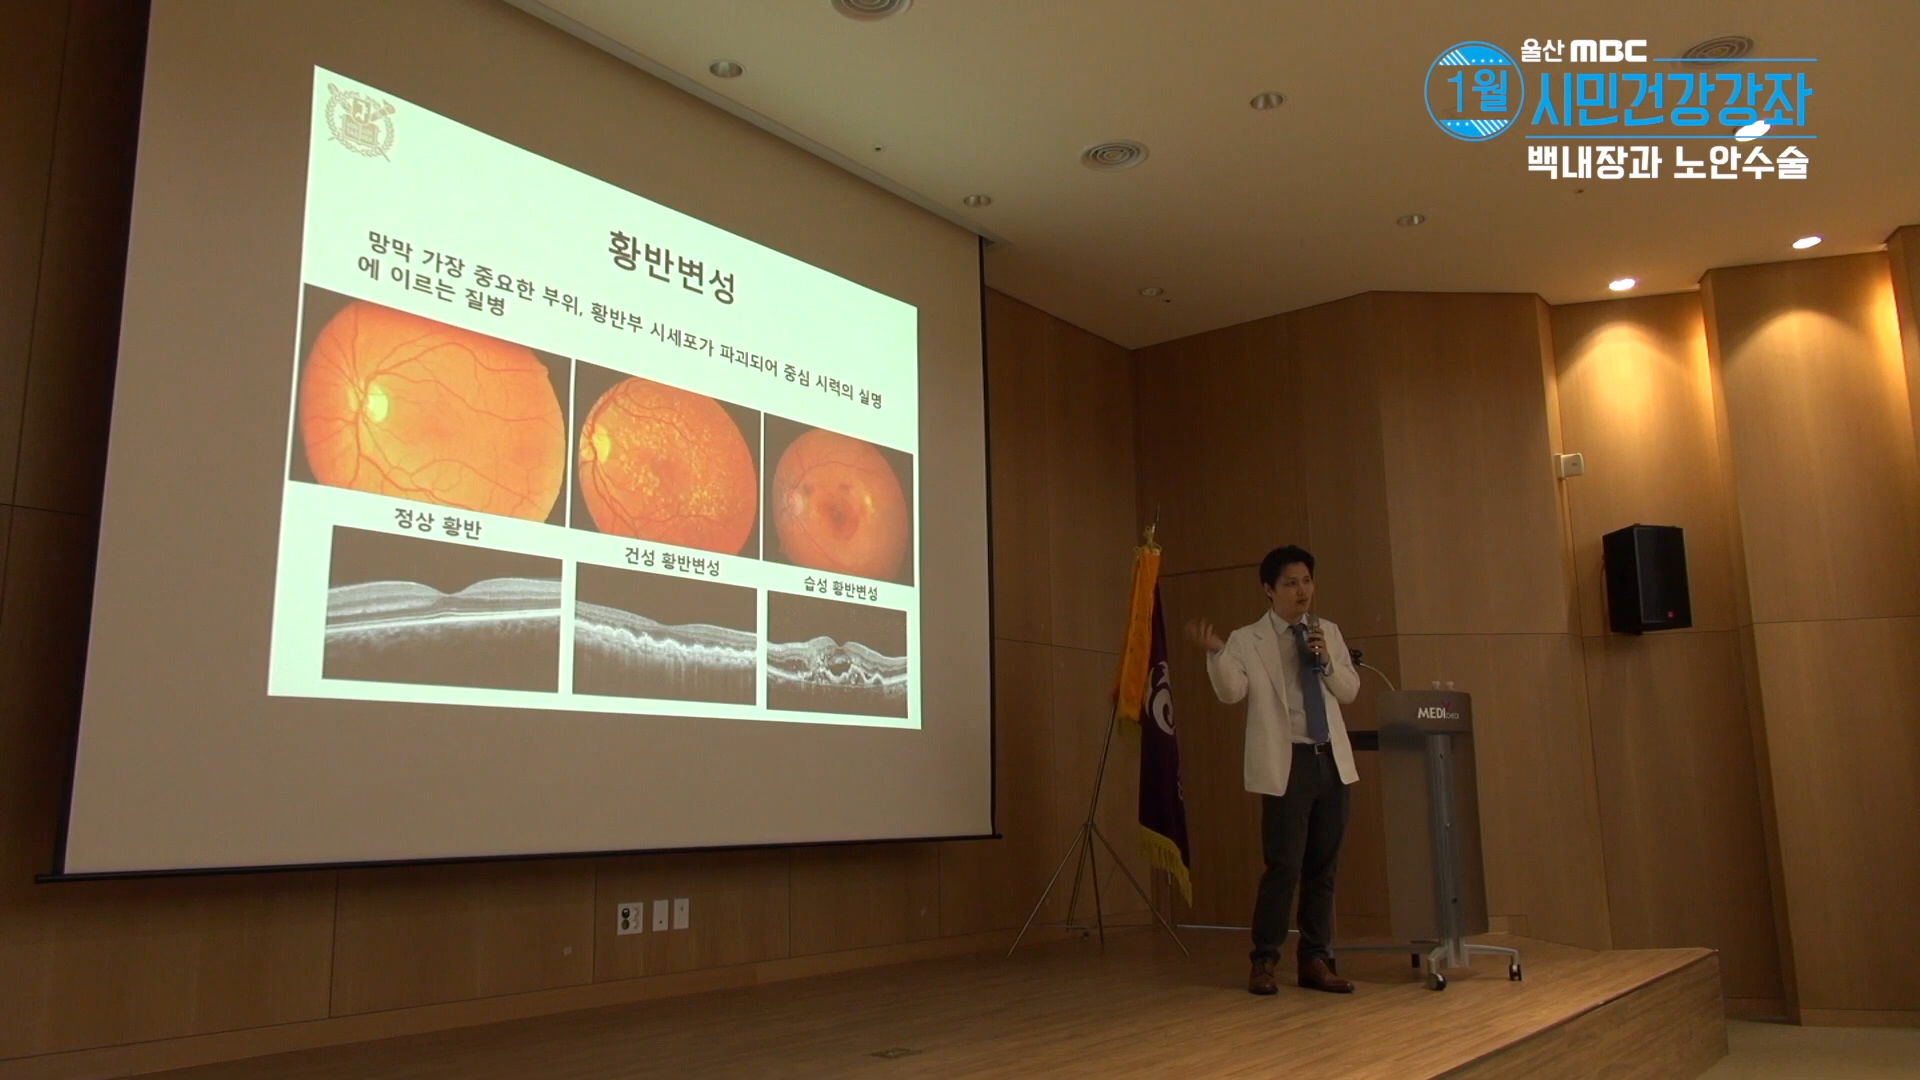 울산 MBC
1월 시민건강강좌
백내장과 노안수술
황반변성
망막 가장 중요한 부위, 황반부 시세포가 파괴되어 중심 시력의 실명
에 이르는 질병
정상 황반
건성 황반변성
습성 황반변성
MEDI